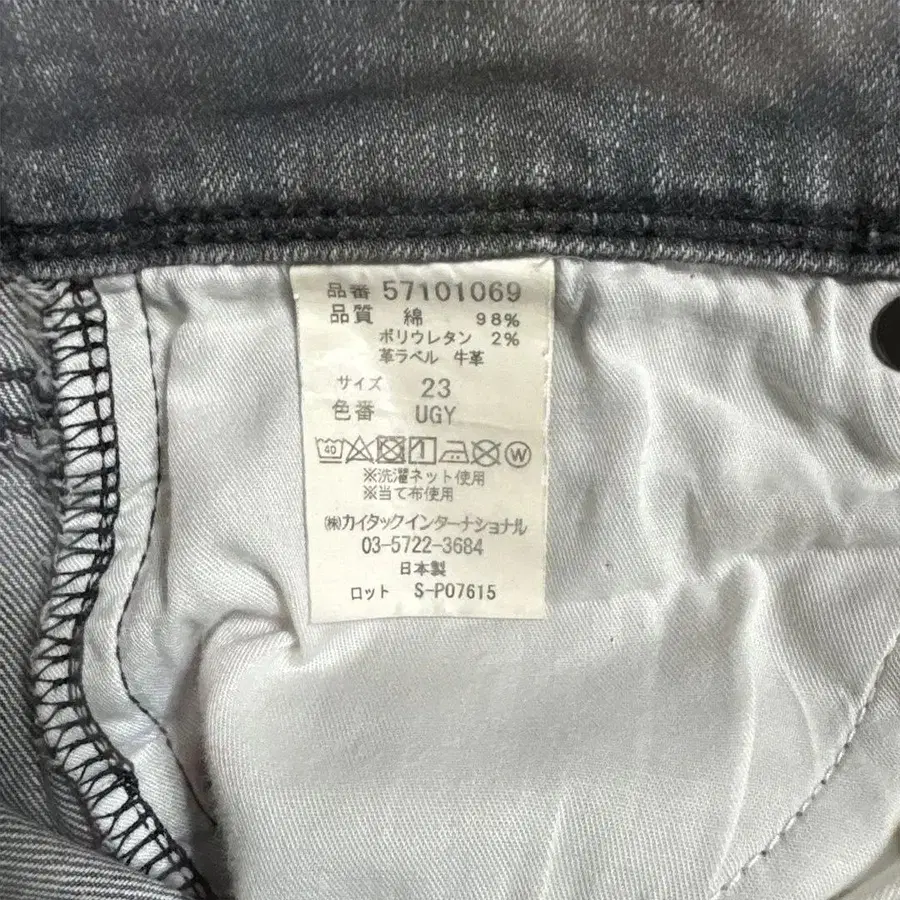 品番 57101069
品質 綿 98%
ポリウレタン 2%
革ラベル 牛革
サイズ 23
色番 UGY
40 W
※洗濯ネット使用
※当て布使用
㈱カイタックインターナショナル
03-5722-3684
日本製
ロット S-P07615